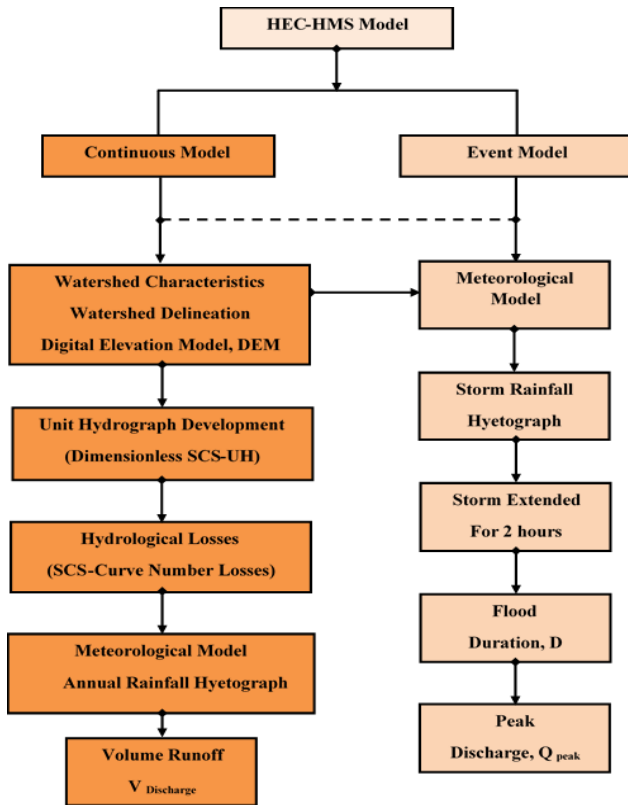 HEC-HMS Model
Continuous Model
Event Model
Watershed Characteristics
Watershed Delineation
Digital Elevation Model, DEM
Unit Hydrograph Development
(Dimensionless SCS-UH)
Hydrological Losses
(SCS-Curve Number Losses)
Meteorological Model
Annual Rainfall Hyetograph
Volume Runoff
V Discharge
Meteorological
Model
Storm Rainfall
Hyetograph
Storm Extended
For 2 hours
Flood
Duration, D
Peak
Discharge, Q peak